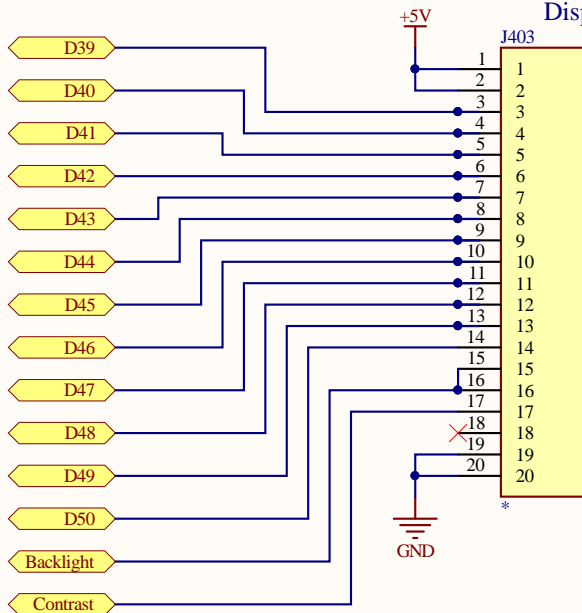 +5V
Disp
J403
D39
D40
D41
D42
D43
D44
D45
D46
D47
D48
D49
D50
Backlight
Contrast
1 1
2 2
3 3
4 4
5 5
6 6
7 7
8 8
9 9
10 10
11 11
12 12
13 13
14 14
15 15
16 16
17 17
18 18
19 19
20 20
*
GND